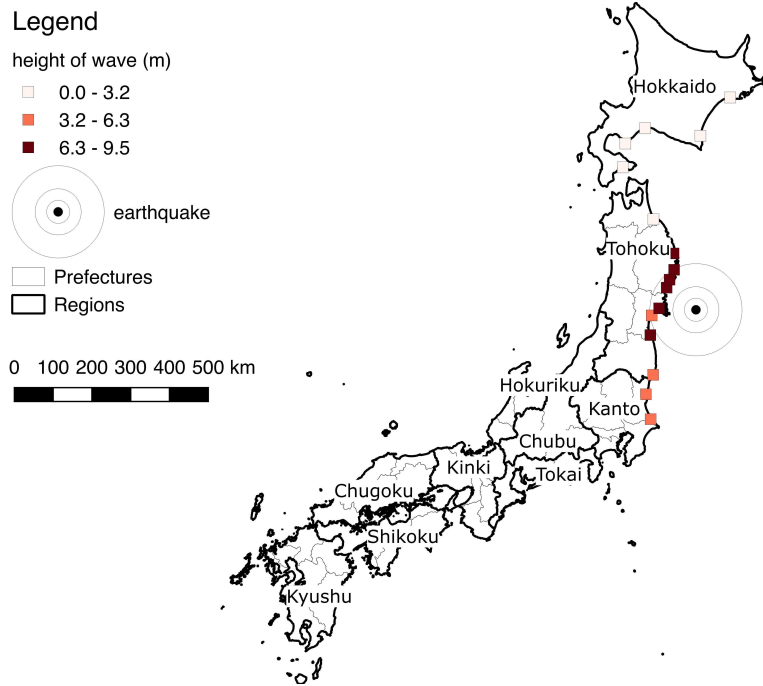 Legend
height of wave (m)
0.0 - 3.2
3.2 - 6.3
6.3 - 9.5
earthquake
Prefectures
Regions
0 100 200 300 400 500 km
Hokkaido
Tohoku
Hokuriku
Kanto
Chubu
Kinki
Tokai
Chugoku
Shikoku
Kyushu